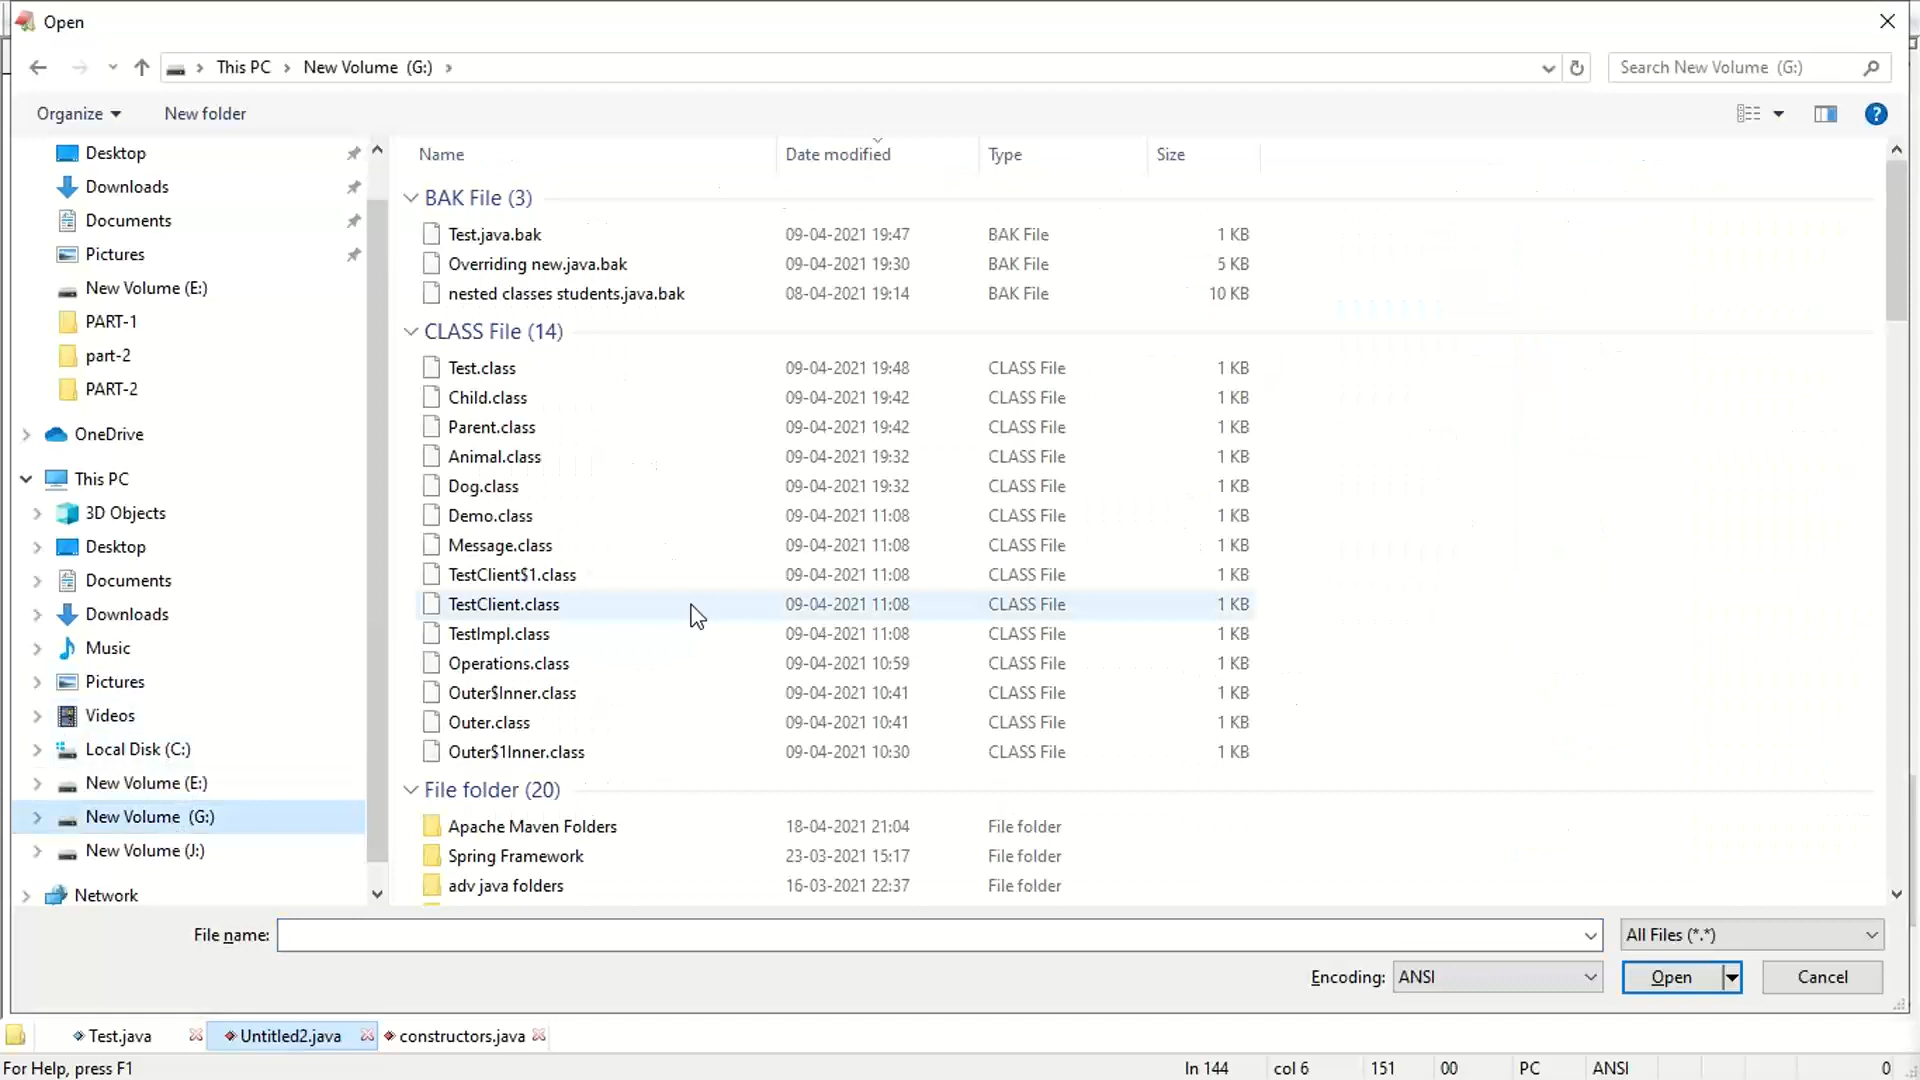 Open
This PC New Volume (G:)
Search New Volume (G:)
Organize New folder
Desktop
Downloads
Documents
Pictures
New Volume (E:)
PART-1
part-2
PART-2
OneDrive
This PC
3D Objects
Desktop
Documents
Downloads
Music
Pictures
Videos
Local Disk (C:)
New Volume (E:)
New Volume (G:)
New Volume (J:)
Network
Name Date modified Type Size
BAK File (3)
Test.java.bak 09-04-2021 19:47 BAK File 1 KB
Overriding new.java.bak 09-04-2021 19:30 BAK File 5 KB
nested classes students.java.bak 08-04-2021 19:14 BAK File 10 KB
CLASS File (14)
Test.class 09-04-2021 19:48 CLASS File 1 KB
Child.class 09-04-2021 19:42 CLASS File 1 KB
Parent.class 09-04-2021 19:42 CLASS File 1 KB
Animal.class 09-04-2021 19:32 CLASS File 1 KB
Dog.class 09-04-2021 19:32 CLASS File 1 KB
Demo.class 09-04-2021 11:08 CLASS File 1 KB
Message.class 09-04-2021 11:08 CLASS File 1 KB
TestClient$1.class 09-04-2021 11:08 CLASS File 1 KB
TestClient.class 09-04-2021 11:08 CLASS File 1 KB
TestImpl.class 09-04-2021 11:08 CLASS File 1 KB
Operations.class 09-04-2021 10:59 CLASS File 1 KB
Outer$Inner.class 09-04-2021 10:41 CLASS File 1 KB
Outer.class 09-04-2021 10:41 CLASS File 1 KB
Outer$1Inner.class 09-04-2021 10:30 CLASS File 1 KB
File folder (20)
Apache Maven Folders 18-04-2021 21:04 File folder
Spring Framework 23-03-2021 15:17 File folder
adv java folders 16-03-2021 22:37 File folder
File name: All Files (*.*)
Encoding: ANSI Open Cancel
Test.java Untitled2.java constructors.java
For Help, press F1 ln 144 col 6 151 00 PC ANSI 0